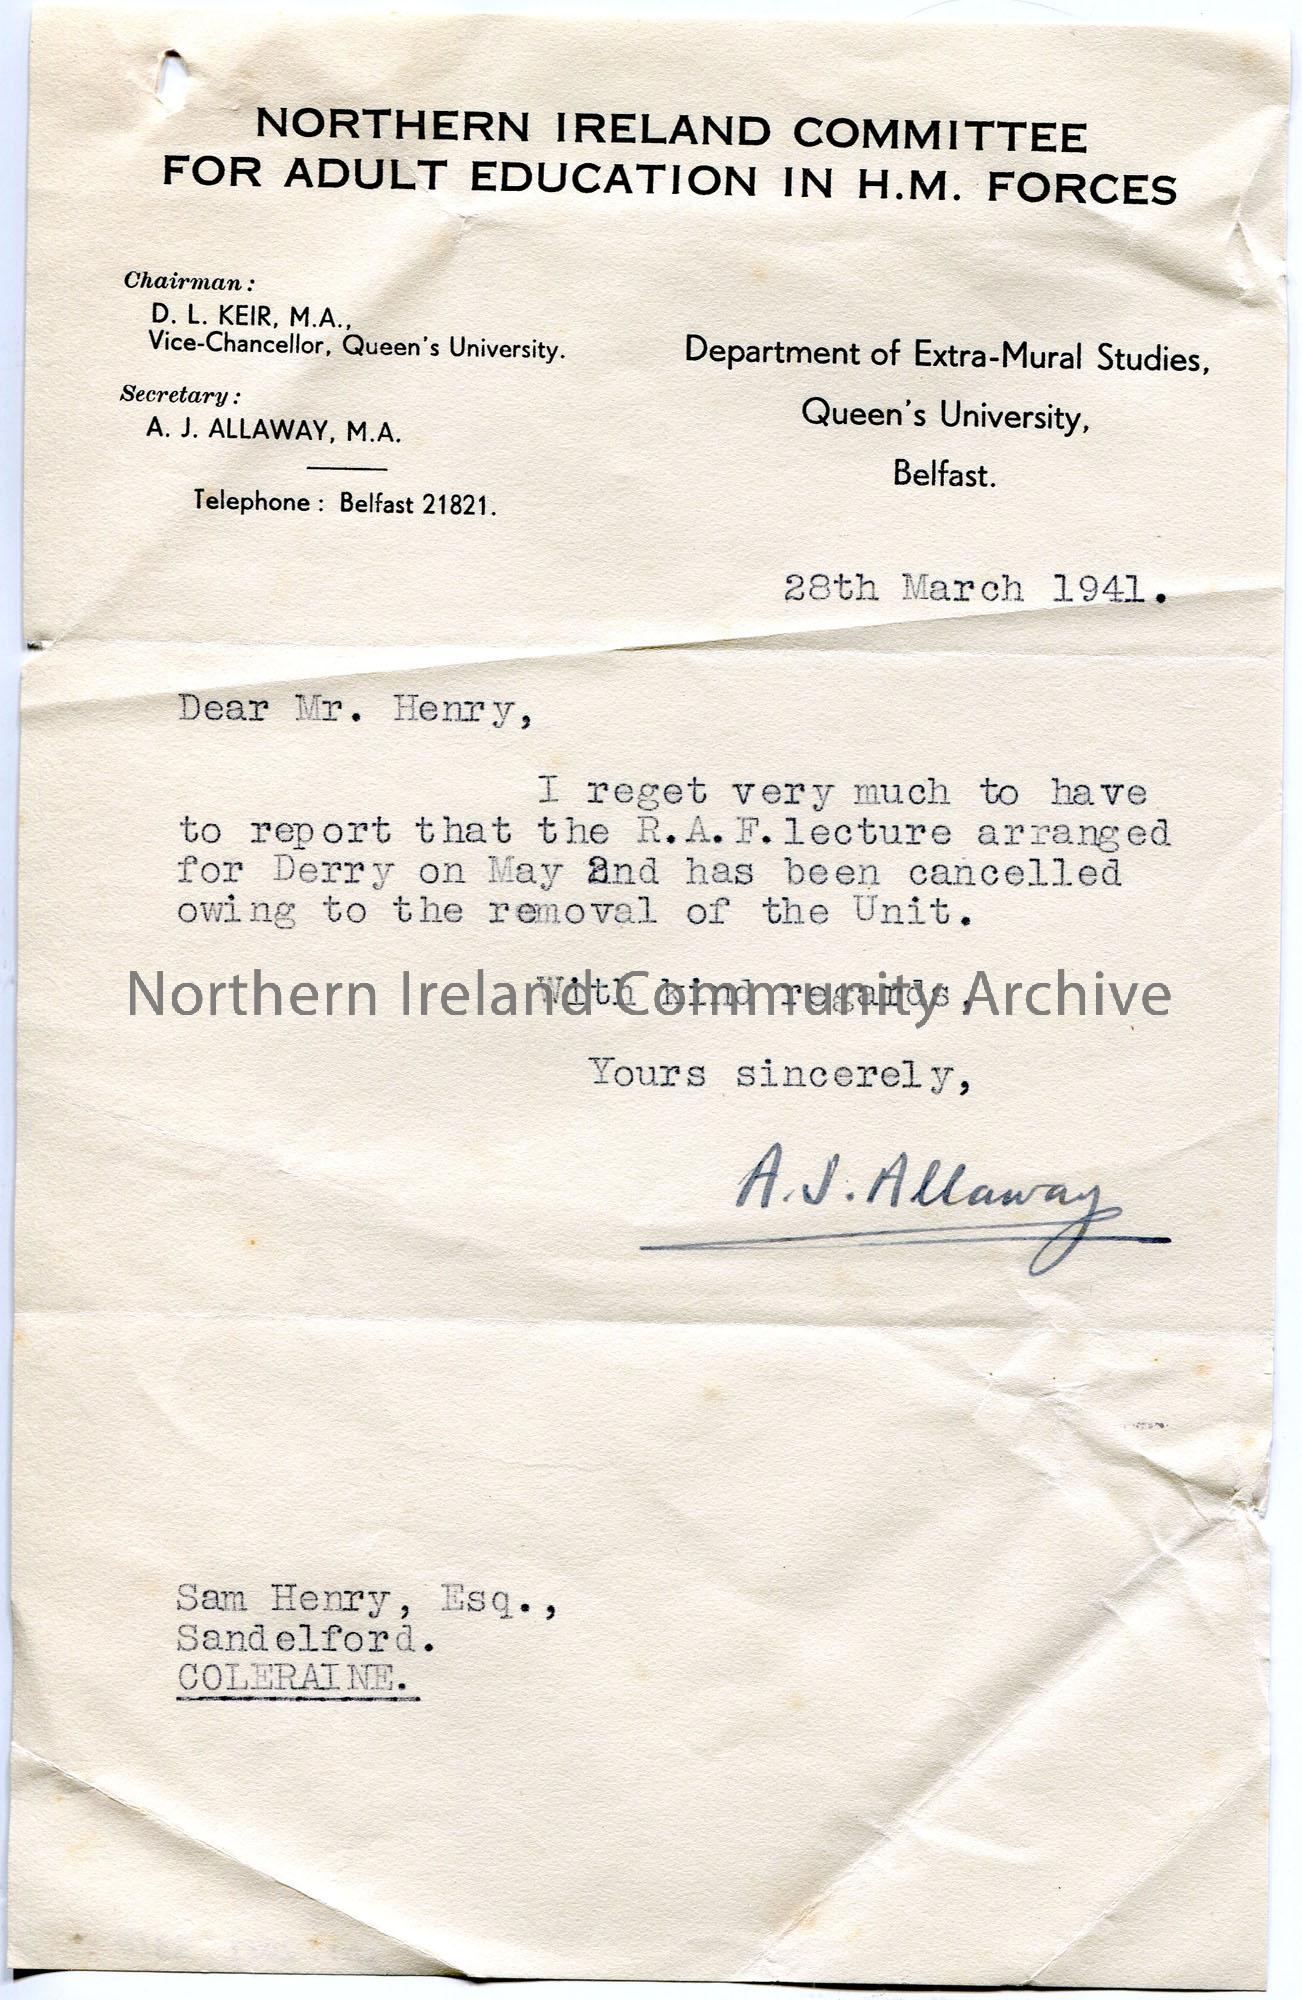 NORTHERN IRELAND COMMITTEE
FOR ADULT EDUCATION IN H.M. FORCES
Chairman:
D. L. KEIR, M.A.,
Vice-Chancellor, Queen's University.
Secretary:
A. J. ALLAWAY, M.A.
Telephone: Belfast 21821.
Department of Extra-Mural Studies,
Queen's University,
Belfast.
28th March 1941.
Dear Mr. Henry,
I reget very much to have
to report that the R.A.F. lecture arranged
for Derry on May 2nd has been cancelled
owing to the removal of the Unit.
With kind regards,
Northern Ireland Community Archive
Yours sincerely,
A. J. Allaway
Sam Henry, Esq.,
Sandelford.
COLERAINE.